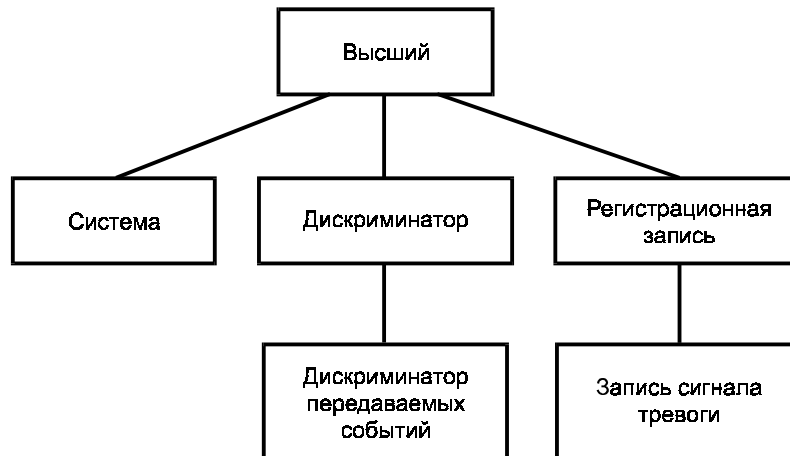 Высший
Система
Дискриминатор
Регистрационная
запись
Дискриминатор
передаваемых
событий
Запись сигнала
тревоги